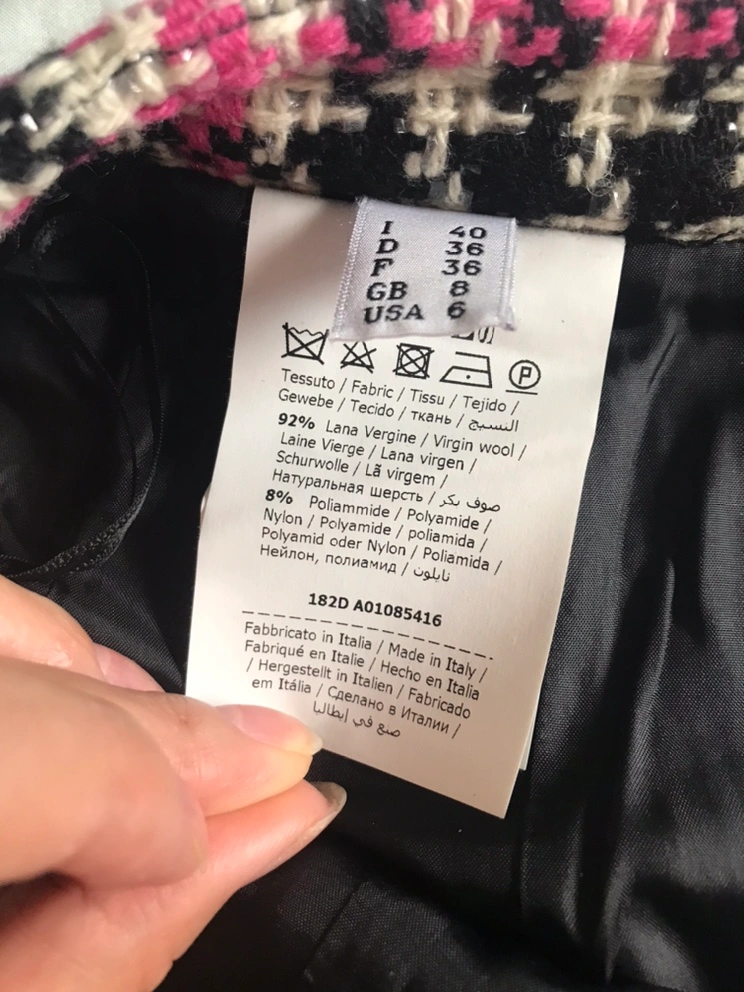 I 40
D 36
F 36
GB 8
USA 6
P
Tessuto / Fabric / Tissu / Tejido /
Gewebe / Tecido / ткань / النسيج
92% Lana Vergine / Virgin wool /
Laine Vierge / Lana virgen /
Schurwolle / Lã virgem /
Натуральная шерсть / صوف بكر
8% Poliammide / Polyamide /
Nylon / Polyamide / poliamida /
Polyamid oder Nylon / Poliamida /
Нейлон, полиамид / نايلون
182D A01085416
Fabbricato in Italia / Made in Italy /
Fabriqué en Italie / Hecho en Italia
/ Hergestellt in Italien / Fabricado
em Itália / Сделано в Италии /
صنع في إيطاليا